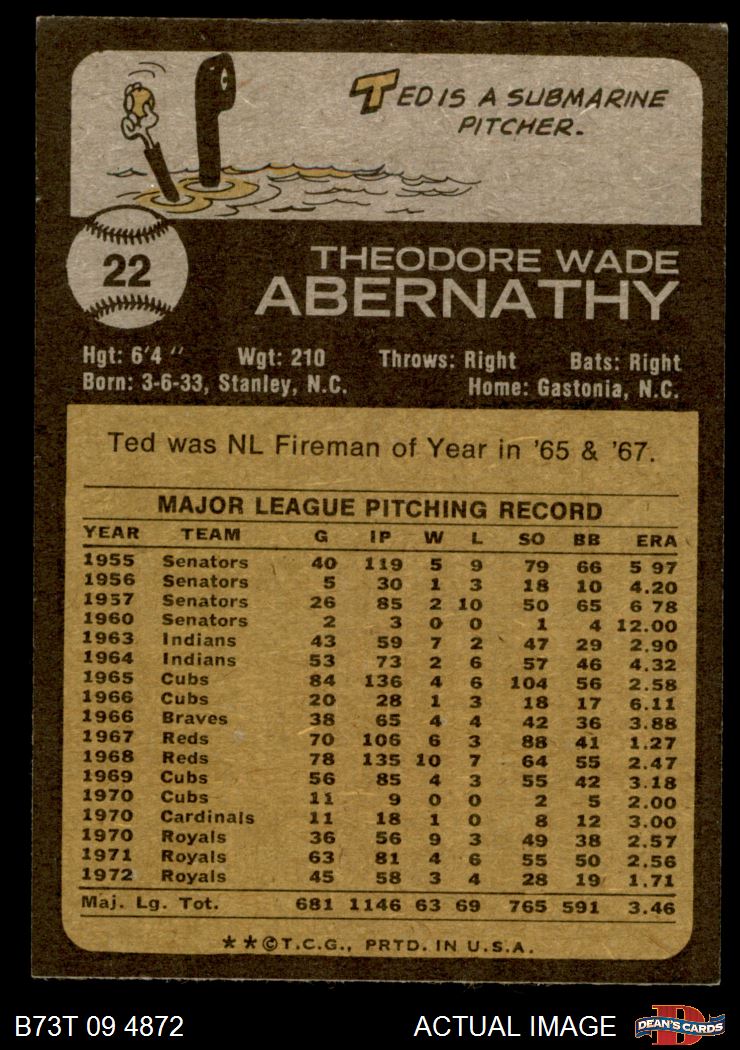 TED IS A SUBMARINE
PITCHER.
22
THEODORE WADE
ABERNATHY
Hgt: 6'4 " Wgt: 210 Throws: Right Bats: Right
Born: 3-6-33, Stanley, N.C. Home: Gastonia, N.C.
Ted was NL Fireman of Year in '65 & '67.
MAJOR LEAGUE PITCHING RECORD
YEAR TEAM G IP W L SO BB ERA
1955 Senators 40 119 5 9 79 66 5 97
1956 Senators 5 30 1 3 18 10 4.20
1957 Senators 26 85 2 10 50 65 6 78
1960 Senators 2 3 0 0 1 4 12.00
1963 Indians 43 59 7 2 47 29 2.90
1964 Indians 53 73 2 6 57 46 4.32
1965 Cubs 84 136 4 6 104 56 2.58
1966 Cubs 20 28 1 3 18 17 6.11
1966 Braves 38 65 4 4 42 36 3.88
1967 Reds 70 106 6 3 88 41 1.27
1968 Reds 78 135 10 7 64 55 2.47
1969 Cubs 56 85 4 3 55 42 3.18
1970 Cubs 11 9 0 0 2 5 2.00
1970 Cardinals 11 18 1 0 8 12 3.00
1970 Royals 36 56 9 3 49 38 2.57
1971 Royals 63 81 4 6 55 50 2.56
1972 Royals 45 58 3 4 28 19 1.71
Maj. Lg. Tot. 681 1146 63 69 765 591 3.46
**©T.C.G., PRTD. IN U.S.A.
B73T 09 4872 ACTUAL IMAGE D DEAN'S CARDS